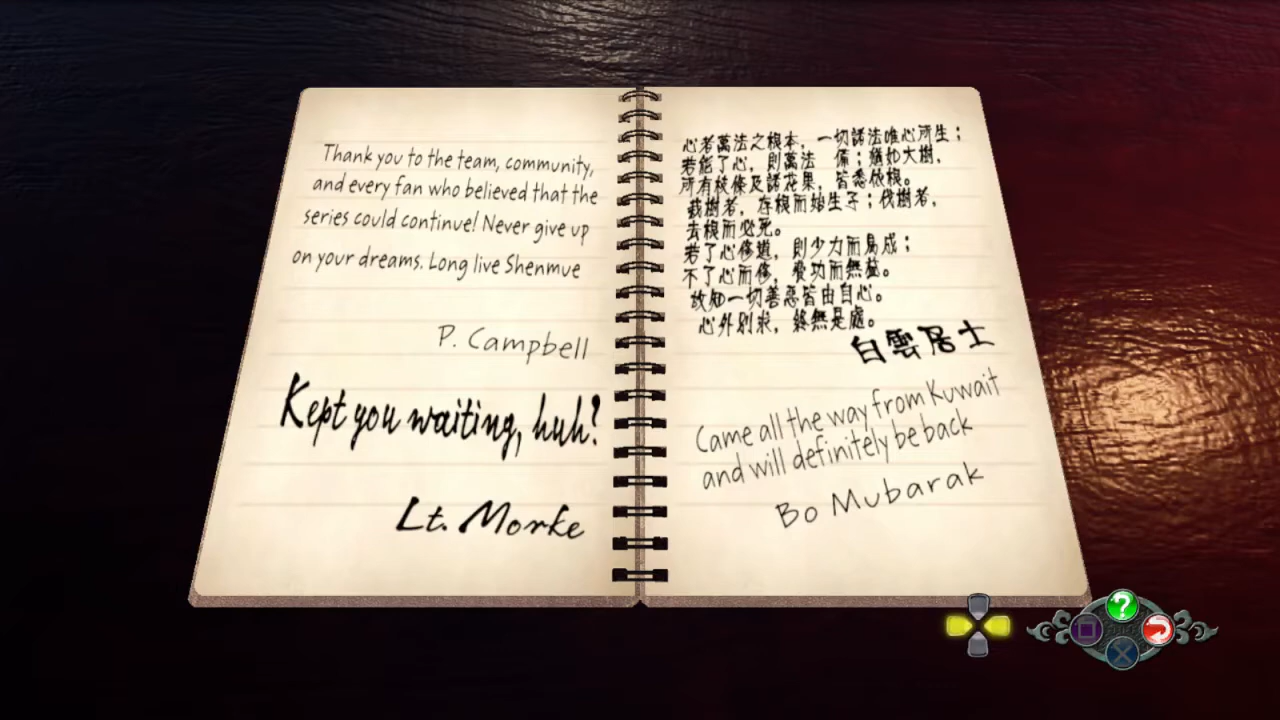 Thank you to the team, community,
and every fan who believed that the
series could continue! Never give up
on your dreams. Long live Shenmue
P. Campbell
Kept you waiting, huh?
Lt. Morke
心者萬法之根本，一切諸法唯心所生；
若能了心，則萬法　備；猶如大樹，
所有枝條及諸花果，皆悉依根。
栽樹者，存根而始生子；伐樹者，
去根而必死。
若了心修道，則少力而易成；
不了心而修，費功而無益。
故知一切善惡皆由自心。
心外別求，終無是處。
白雲居士
Came all the way from Kuwait
and will definitely be back
Bo Mubarak
?